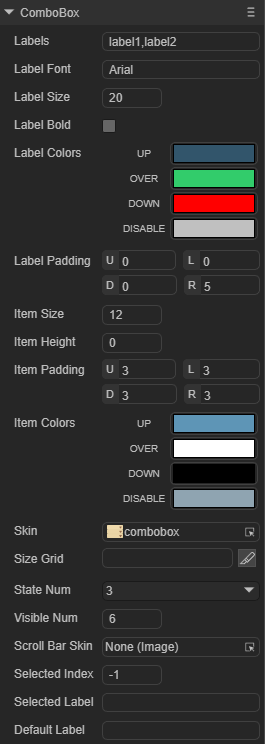 ComboBox
Labels label1,label2
Label Font Arial
Label Size 20
Label Bold
Label Colors UP
OVER
DOWN
DISABLE
Label Padding U 0 L 0
D 0 R 5
Item Size 12
Item Height 0
Item Padding U 3 L 3
D 3 R 3
Item Colors UP
OVER
DOWN
DISABLE
Skin combobox
Size Grid
State Num 3
Visible Num 6
Scroll Bar Skin None (Image)
Selected Index -1
Selected Label
Default Label